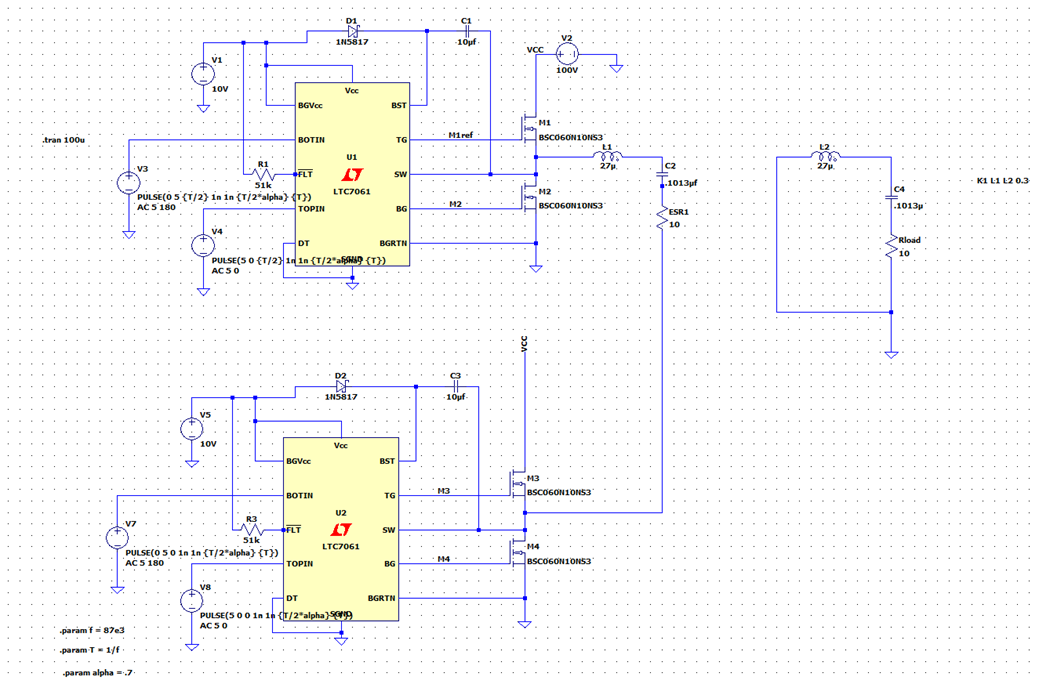 D1
1N5817
C1
10µf
V1
10V
VCC
V2
100V
Vcc
BGVcc
BST
.tran 100u
BOTIN
TG
M1ref
M1
BSC060N10NS3
V3
R1
51k
FLT
U1
LTC7061
SW
L1
27µ
C2
.1013µf
L2
27µ
K1 L1 L2 0.3
PULSE(0 5 {T/2} 1n 1n {T/2*alpha} {T})
AC 5 180
TOPIN
BG
M2
M2
BSC060N10NS3
ESR1
10
C4
.1013µ
V4
DT
BGRTN
Rload
10
PULSE(5 0 {T/2} 1n 1n {T/2*alpha} {T})
SGND
AC 5 0
VCC
D2
1N5817
C3
10µf
V5
10V
Vcc
BGVcc
BST
BOTIN
TG
M3
M3
BSC060N10NS3
V7
R3
51k
FLT
U2
LTC7061
SW
PULSE(0 5 0 1n 1n {T/2*alpha} {T})
AC 5 180
TOPIN
BG
M4
M4
BSC060N10NS3
V8
DT
BGRTN
PULSE(5 0 0 1n 1n {T/2*alpha} {T})
SGND
AC 5 0
.param f = 87e3
.param T = 1/f
.param alpha = .7